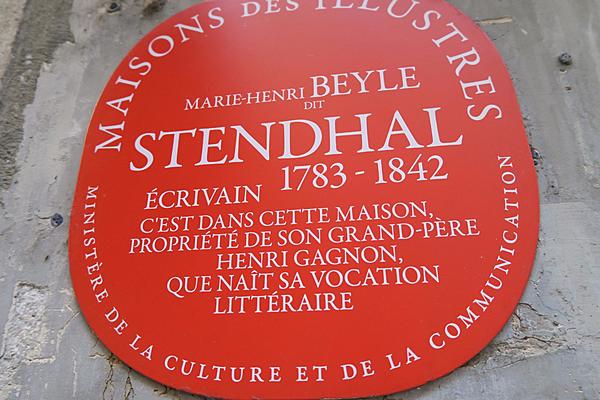 MAISONS DES ILLUSTRES
MARIE-HENRI BEYLE
DIT
STENDHAL
1783 - 1842
ÉCRIVAIN
C'EST DANS CETTE MAISON,
PROPRIÉTÉ DE SON GRAND-PÈRE
HENRI GAGNON,
QUE NAÎT SA VOCATION
LITTÉRAIRE
MINISTÈRE DE LA CULTURE ET DE LA COMMUNICATION